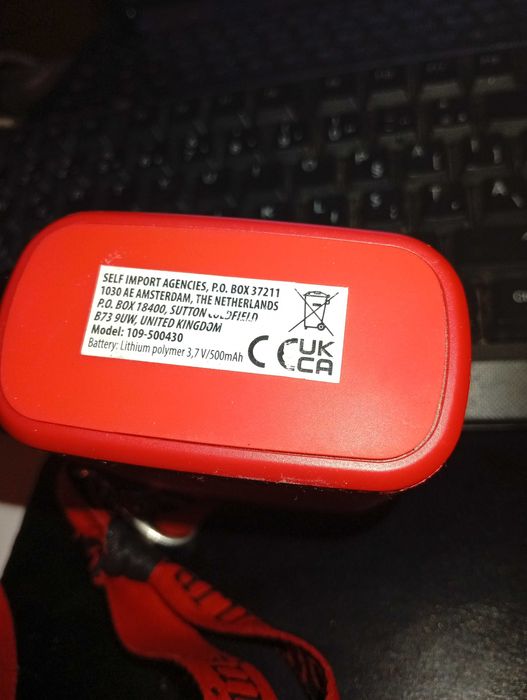 SELF IMPORT AGENCIES, P.O. BOX 37211
1030 AE AMSTERDAM, THE NETHERLANDS
P.O. BOX 18400, SUTTON COLDFIELD
B73 9UW, UNITED KINGDOM
Model: 109-500430
Battery: Lithium polymer 3,7 V/500mAh
CE
UK
CA